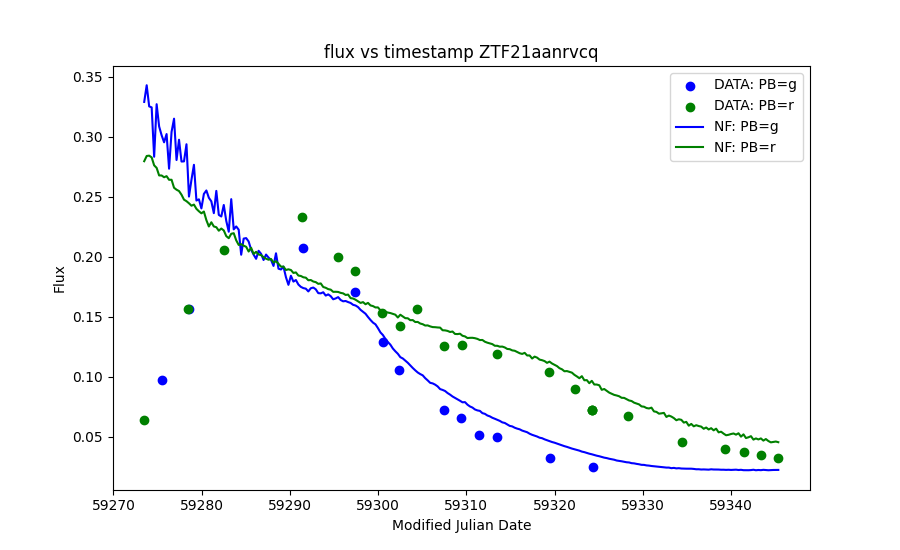 flux vs timestamp ZTF21aanrvcq
DATA: PB=g
DATA: PB=r
NF: PB=g
NF: PB=r
0.35
0.30
0.25
0.20
0.15
0.10
0.05
Flux
59270 59280 59290 59300 59310 59320 59330 59340
Modified Julian Date